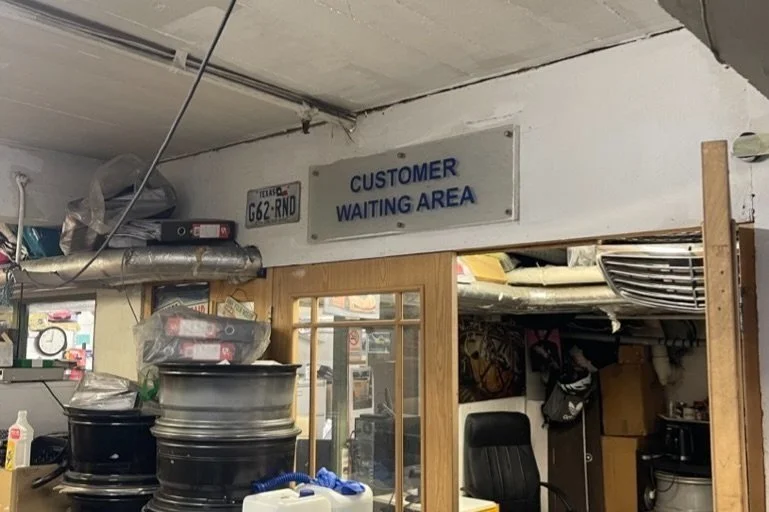 TEXAS
G62·RND
CUSTOMER
WAITING AREA